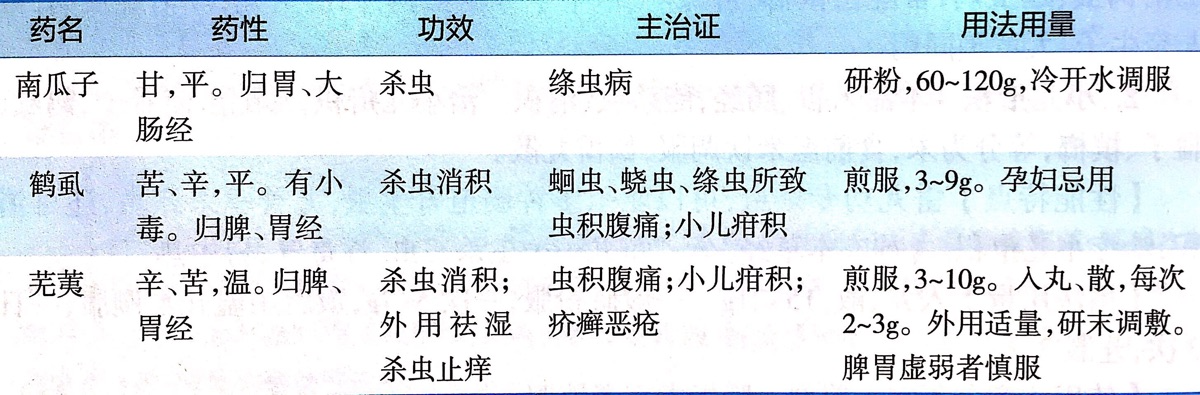 药名 药性 功效 主治证 用法用量
南瓜子 甘,平。归胃、大 杀虫 绦虫病 研粉,60~120g,冷开水调服
肠经
鹤虱 苦、辛,平。有小 杀虫消积 蛔虫、蛲虫、绦虫所致 煎服,3~9g。孕妇忌用
毒。归脾、胃经 虫积腹痛;小儿疳积
芜荑 辛、苦,温。归脾、 杀虫消积; 虫积腹痛;小儿疳积; 煎服,3~10g。入丸、散,每次
胃经 外用祛湿 疥癣恶疮 2~3g。外用适量,研末调敷。
杀虫止痒 脾胃虚弱者慎服